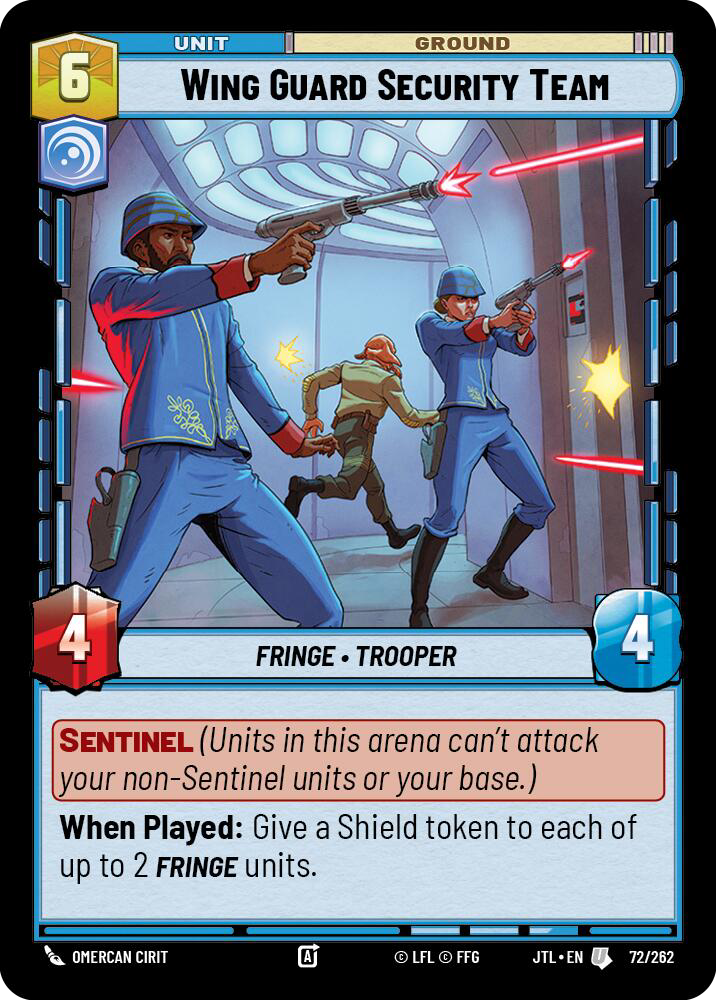 UNIT
GROUND
6
WING GUARD SECURITY TEAM
4
4
FRINGE • TROOPER
SENTINEL (Units in this arena can't attack
your non-Sentinel units or your base.)
When Played: Give a Shield token to each of
up to 2 FRINGE units.
OMERCAN CIRIT
A
© LFL © FFG
JTL • EN
U
72/262